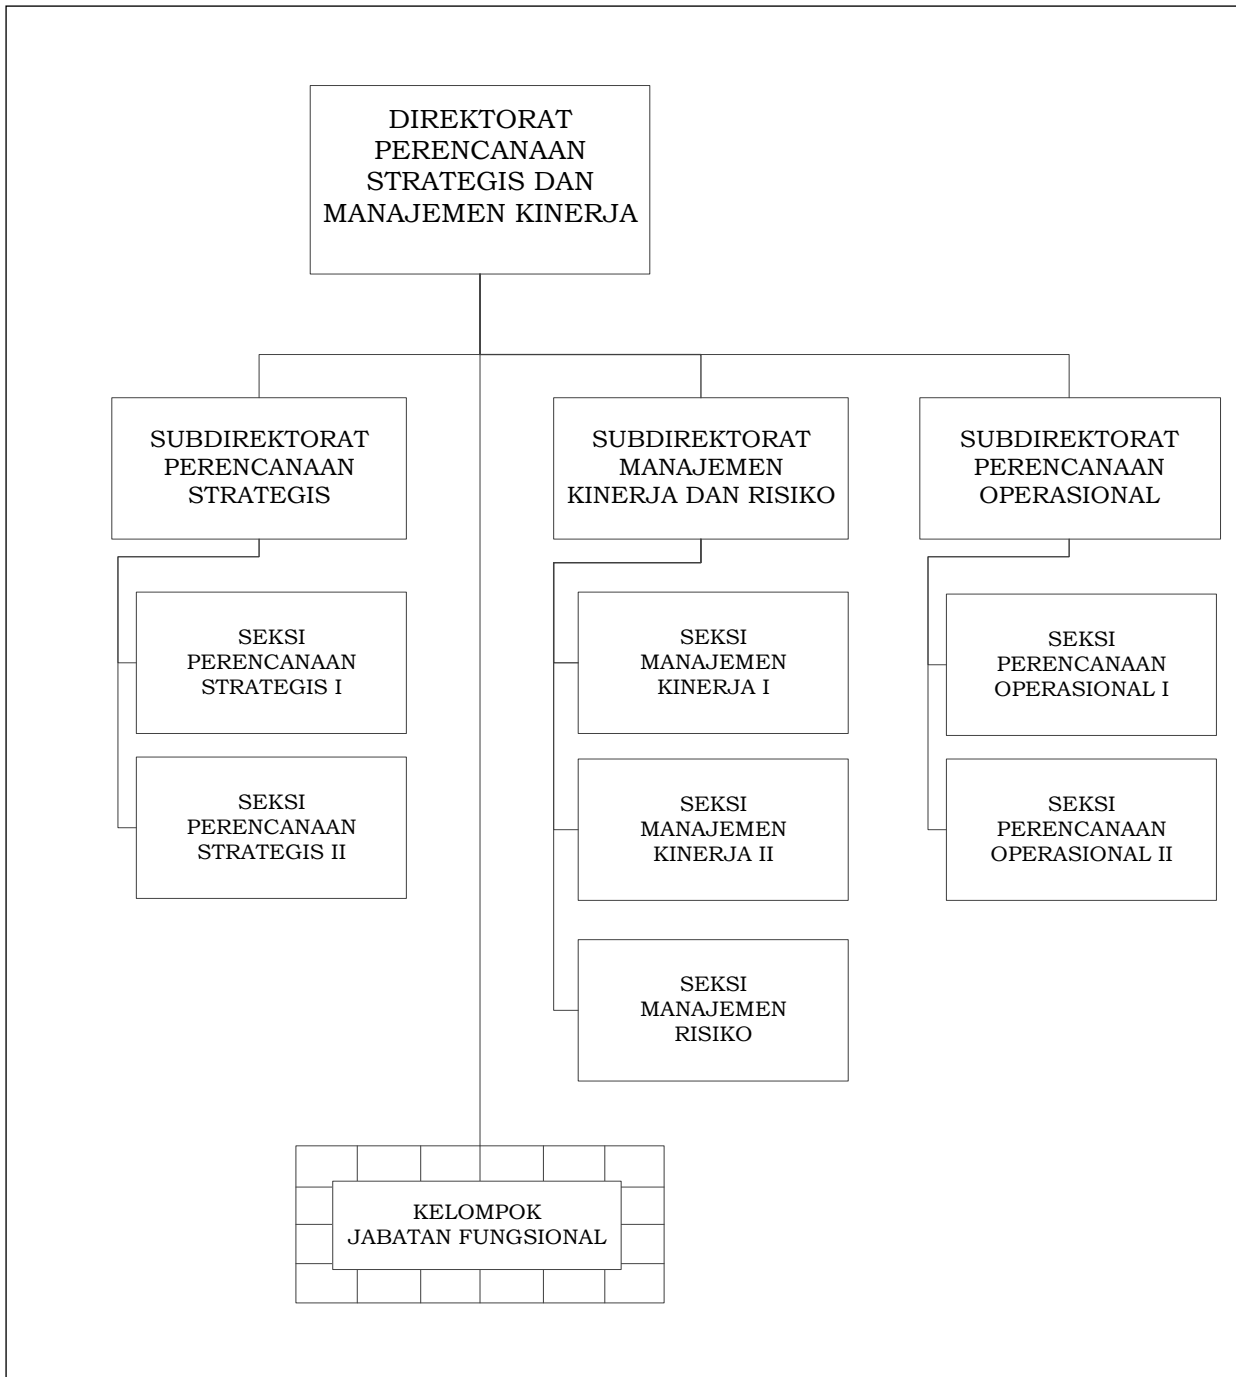 DIREKTORAT
PERENCANAAN
STRATEGIS DAN
MANAJEMEN KINERJA
SUBDIREKTORAT
PERENCANAAN
STRATEGIS
SUBDIREKTORAT
MANAJEMEN
KINERJA DAN RISIKO
SUBDIREKTORAT
PERENCANAAN
OPERASIONAL
SEKSI
PERENCANAAN
STRATEGIS I
SEKSI
MANAJEMEN
KINERJA I
SEKSI
PERENCANAAN
OPERASIONAL I
SEKSI
PERENCANAAN
STRATEGIS II
SEKSI
MANAJEMEN
KINERJA II
SEKSI
PERENCANAAN
OPERASIONAL II
SEKSI
MANAJEMEN
RISIKO
KELOMPOK
JABATAN FUNGSIONAL